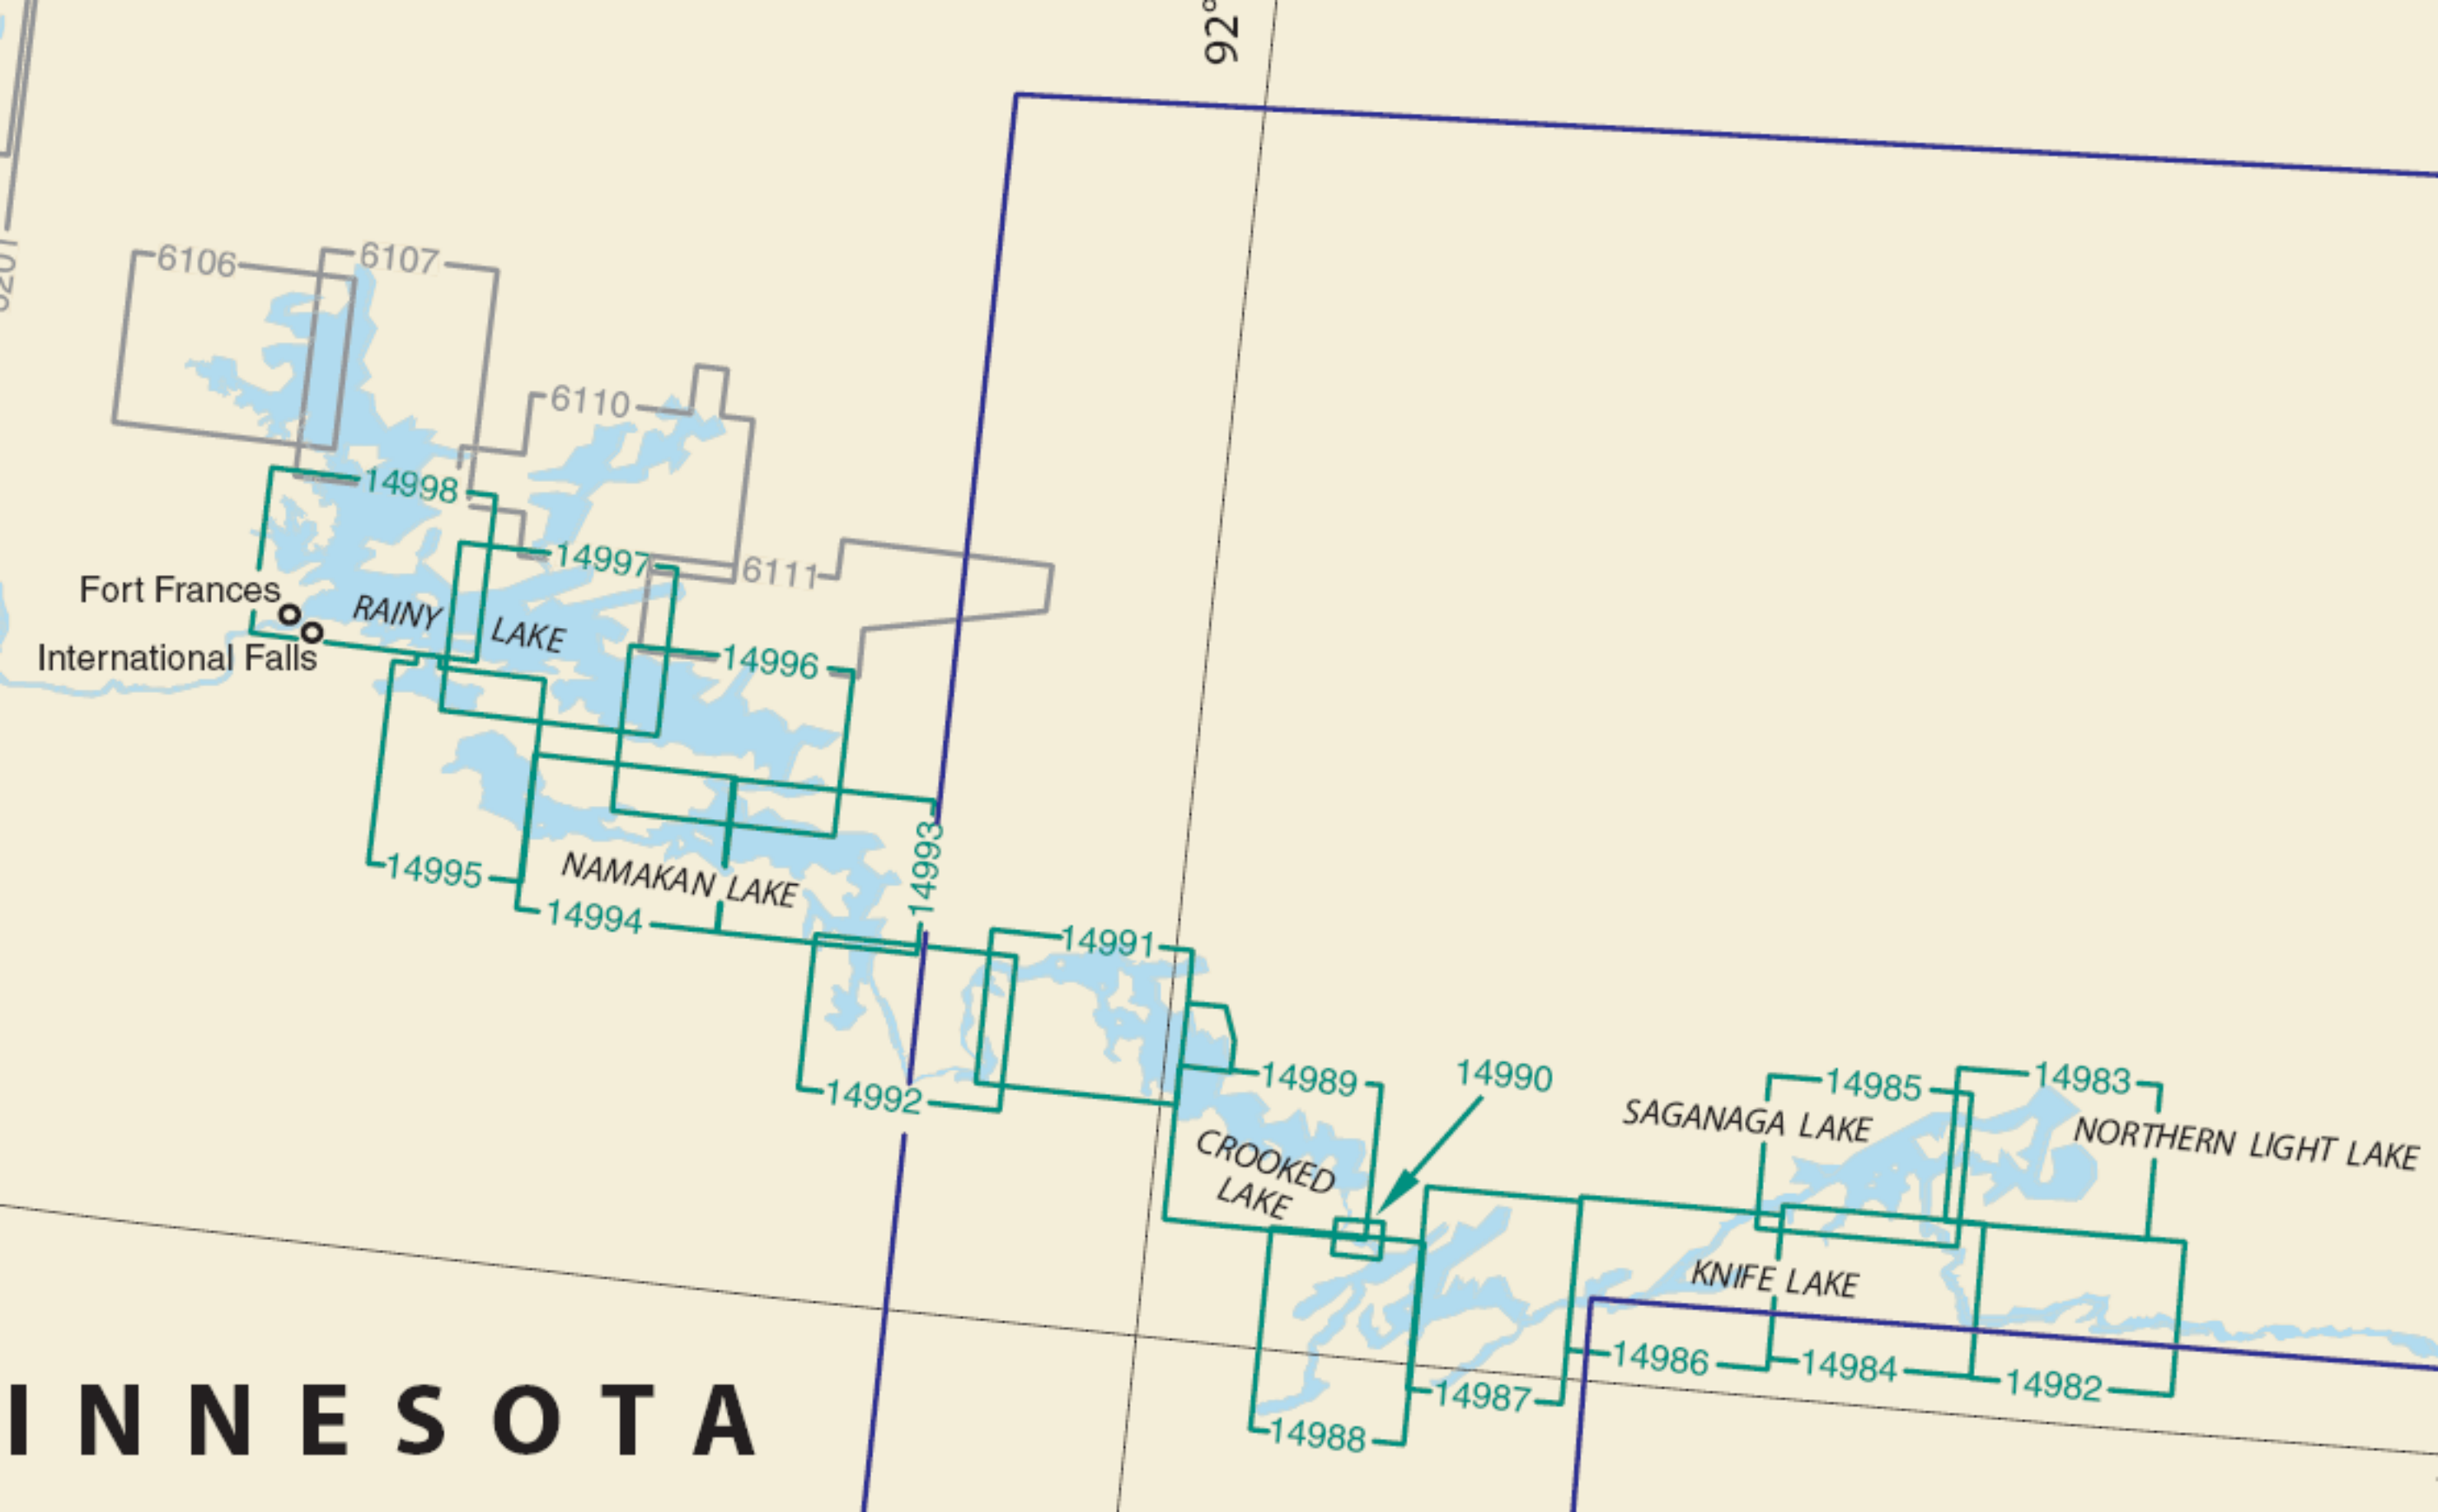 92°
6106
6107
6110
14998
14997
6111
Fort Frances
RAINY
LAKE
International Falls
14996
14993
14995
NAMAKAN LAKE
14994
14991
14992
14989
14990
14985
14983
SAGANAGA LAKE
NORTHERN LIGHT LAKE
CROOKED
LAKE
KNIFE LAKE
14986
14984
14982
14987
14988
INNESOTA